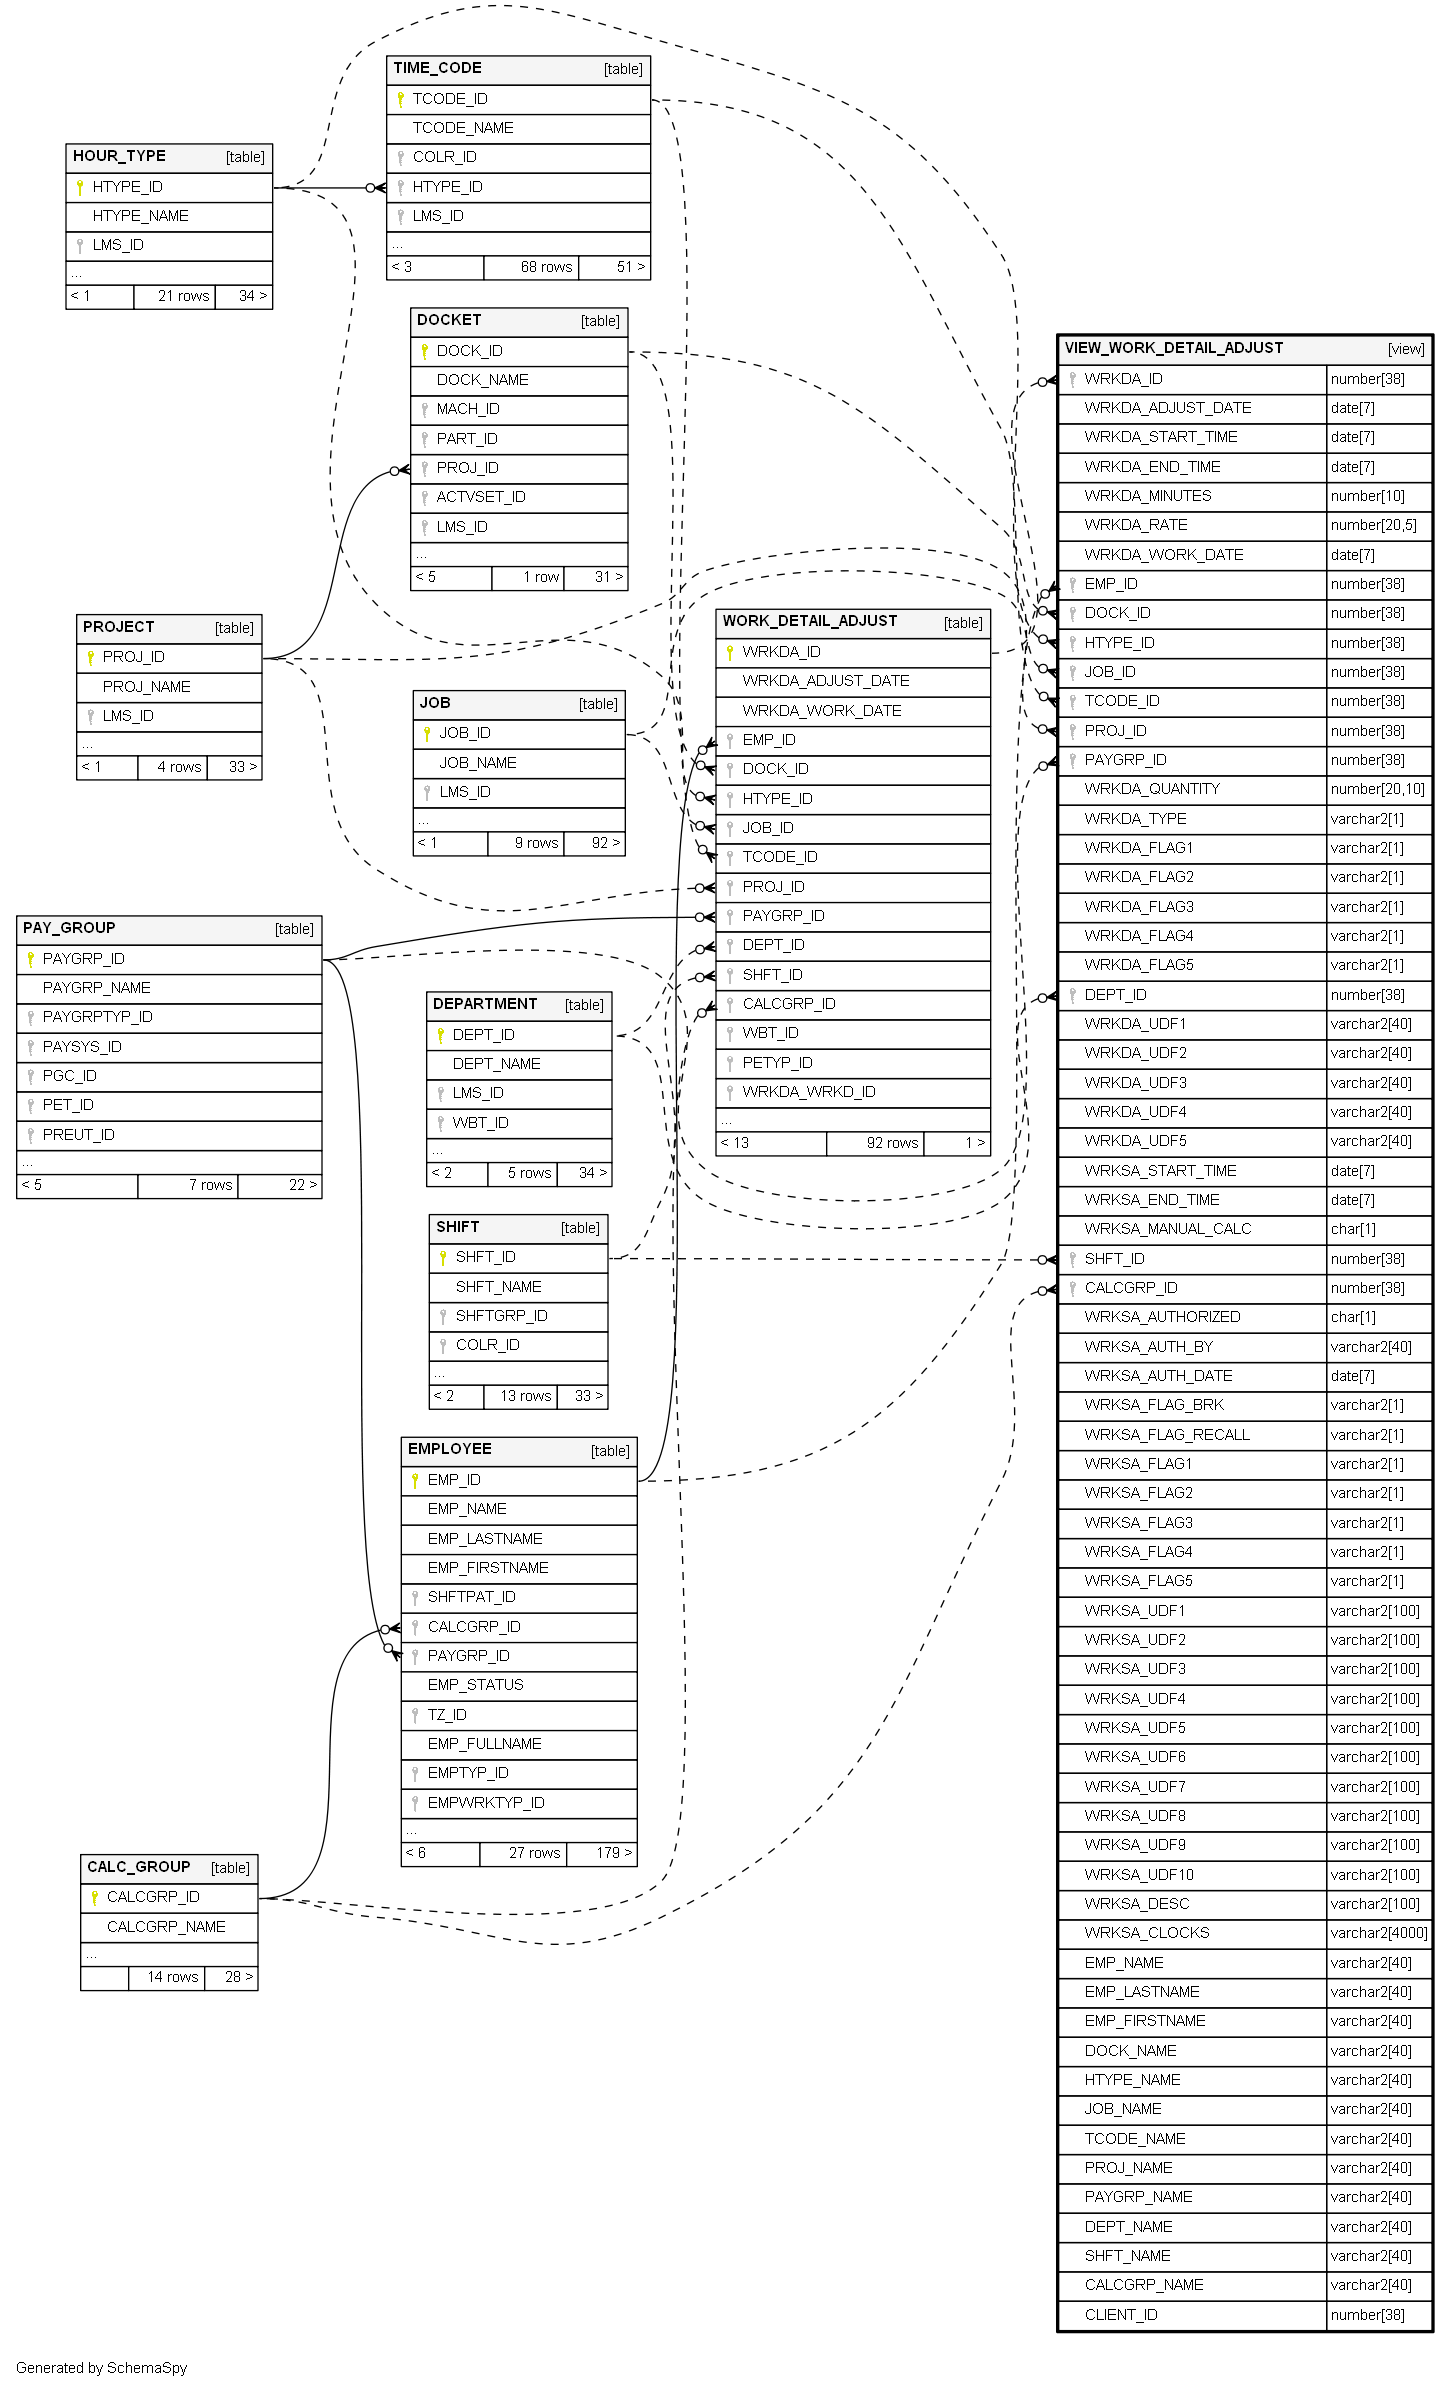 TIME_CODE [table]
TCODE_ID
TCODE_NAME
COLR_ID
HTYPE_ID
LMS_ID
...
< 3 68 rows 51 >
HOUR_TYPE [table]
HTYPE_ID
HTYPE_NAME
LMS_ID
...
< 1 21 rows 34 >
DOCKET [table]
DOCK_ID
DOCK_NAME
MACH_ID
PART_ID
PROJ_ID
ACTVSET_ID
LMS_ID
...
< 5 1 row 31 >
PROJECT [table]
PROJ_ID
PROJ_NAME
LMS_ID
...
< 1 4 rows 33 >
JOB [table]
JOB_ID
JOB_NAME
LMS_ID
...
< 1 9 rows 92 >
WORK_DETAIL_ADJUST [table]
WRKDA_ID
WRKDA_ADJUST_DATE
WRKDA_WORK_DATE
EMP_ID
DOCK_ID
HTYPE_ID
JOB_ID
TCODE_ID
PROJ_ID
PAYGRP_ID
DEPT_ID
SHFT_ID
CALCGRP_ID
WBT_ID
PETYP_ID
WRKDA_WRKD_ID
...
< 13 92 rows 1 >
PAY_GROUP [table]
PAYGRP_ID
PAYGRP_NAME
PAYGRPTYP_ID
PAYSYS_ID
PGC_ID
PET_ID
PREUT_ID
...
< 5 7 rows 22 >
DEPARTMENT [table]
DEPT_ID
DEPT_NAME
LMS_ID
WBT_ID
...
< 2 5 rows 34 >
SHIFT [table]
SHFT_ID
SHFT_NAME
SHFTGRP_ID
COLR_ID
...
< 2 13 rows 33 >
EMPLOYEE [table]
EMP_ID
EMP_NAME
EMP_LASTNAME
EMP_FIRSTNAME
SHFTPAT_ID
CALCGRP_ID
PAYGRP_ID
EMP_STATUS
TZ_ID
EMP_FULLNAME
EMPTYP_ID
EMPWRKTYP_ID
...
< 6 27 rows 179 >
CALC_GROUP [table]
CALCGRP_ID
CALCGRP_NAME
...
14 rows 28 >
VIEW_WORK_DETAIL_ADJUST [view]
WRKDA_ID number[38]
WRKDA_ADJUST_DATE date[7]
WRKDA_START_TIME date[7]
WRKDA_END_TIME date[7]
WRKDA_MINUTES number[10]
WRKDA_RATE number[20,5]
WRKDA_WORK_DATE date[7]
EMP_ID number[38]
DOCK_ID number[38]
HTYPE_ID number[38]
JOB_ID number[38]
TCODE_ID number[38]
PROJ_ID number[38]
PAYGRP_ID number[38]
WRKDA_QUANTITY number[20,10]
WRKDA_TYPE varchar2[1]
WRKDA_FLAG1 varchar2[1]
WRKDA_FLAG2 varchar2[1]
WRKDA_FLAG3 varchar2[1]
WRKDA_FLAG4 varchar2[1]
WRKDA_FLAG5 varchar2[1]
DEPT_ID number[38]
WRKDA_UDF1 varchar2[40]
WRKDA_UDF2 varchar2[40]
WRKDA_UDF3 varchar2[40]
WRKDA_UDF4 varchar2[40]
WRKDA_UDF5 varchar2[40]
WRKSA_START_TIME date[7]
WRKSA_END_TIME date[7]
WRKSA_MANUAL_CALC char[1]
SHFT_ID number[38]
CALCGRP_ID number[38]
WRKSA_AUTHORIZED char[1]
WRKSA_AUTH_BY varchar2[40]
WRKSA_AUTH_DATE date[7]
WRKSA_FLAG_BRK varchar2[1]
WRKSA_FLAG_RECALL varchar2[1]
WRKSA_FLAG1 varchar2[1]
WRKSA_FLAG2 varchar2[1]
WRKSA_FLAG3 varchar2[1]
WRKSA_FLAG4 varchar2[1]
WRKSA_FLAG5 varchar2[1]
WRKSA_UDF1 varchar2[100]
WRKSA_UDF2 varchar2[100]
WRKSA_UDF3 varchar2[100]
WRKSA_UDF4 varchar2[100]
WRKSA_UDF5 varchar2[100]
WRKSA_UDF6 varchar2[100]
WRKSA_UDF7 varchar2[100]
WRKSA_UDF8 varchar2[100]
WRKSA_UDF9 varchar2[100]
WRKSA_UDF10 varchar2[100]
WRKSA_DESC varchar2[100]
WRKSA_CLOCKS varchar2[4000]
EMP_NAME varchar2[40]
EMP_LASTNAME varchar2[40]
EMP_FIRSTNAME varchar2[40]
DOCK_NAME varchar2[40]
HTYPE_NAME varchar2[40]
JOB_NAME varchar2[40]
TCODE_NAME varchar2[40]
PROJ_NAME varchar2[40]
PAYGRP_NAME varchar2[40]
DEPT_NAME varchar2[40]
SHFT_NAME varchar2[40]
CALCGRP_NAME varchar2[40]
CLIENT_ID number[38]
Generated by SchemaSpy